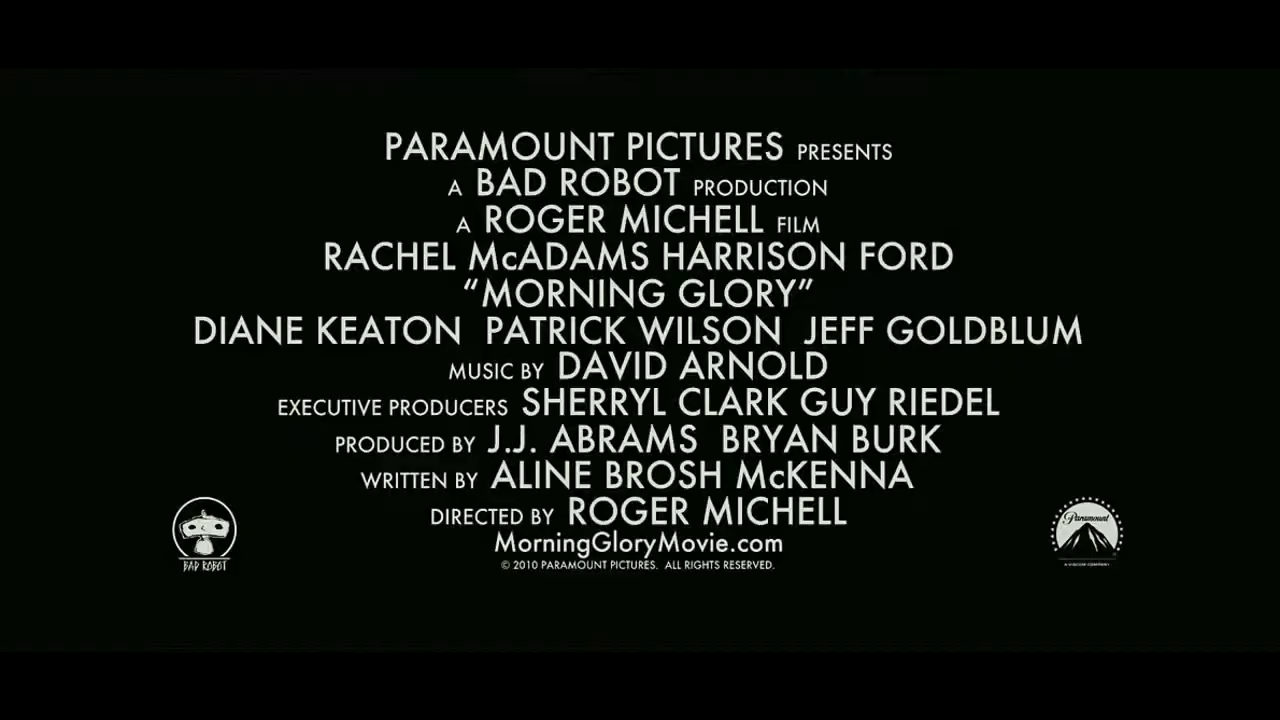 PARAMOUNT PICTURES PRESENTS
A BAD ROBOT PRODUCTION
A ROGER MICHELL FILM
RACHEL McADAMS HARRISON FORD
“MORNING GLORY”
DIANE KEATON PATRICK WILSON JEFF GOLDBLUM
MUSIC BY DAVID ARNOLD
EXECUTIVE PRODUCERS SHERRYL CLARK GUY RIEDEL
PRODUCED BY J.J. ABRAMS BRYAN BURK
WRITTEN BY ALINE BROSH McKENNA
DIRECTED BY ROGER MICHELL
MorningGloryMovie.com
© 2010 PARAMOUNT PICTURES. ALL RIGHTS RESERVED.
BAD ROBOT
Paramount
A VIACOM COMPANY